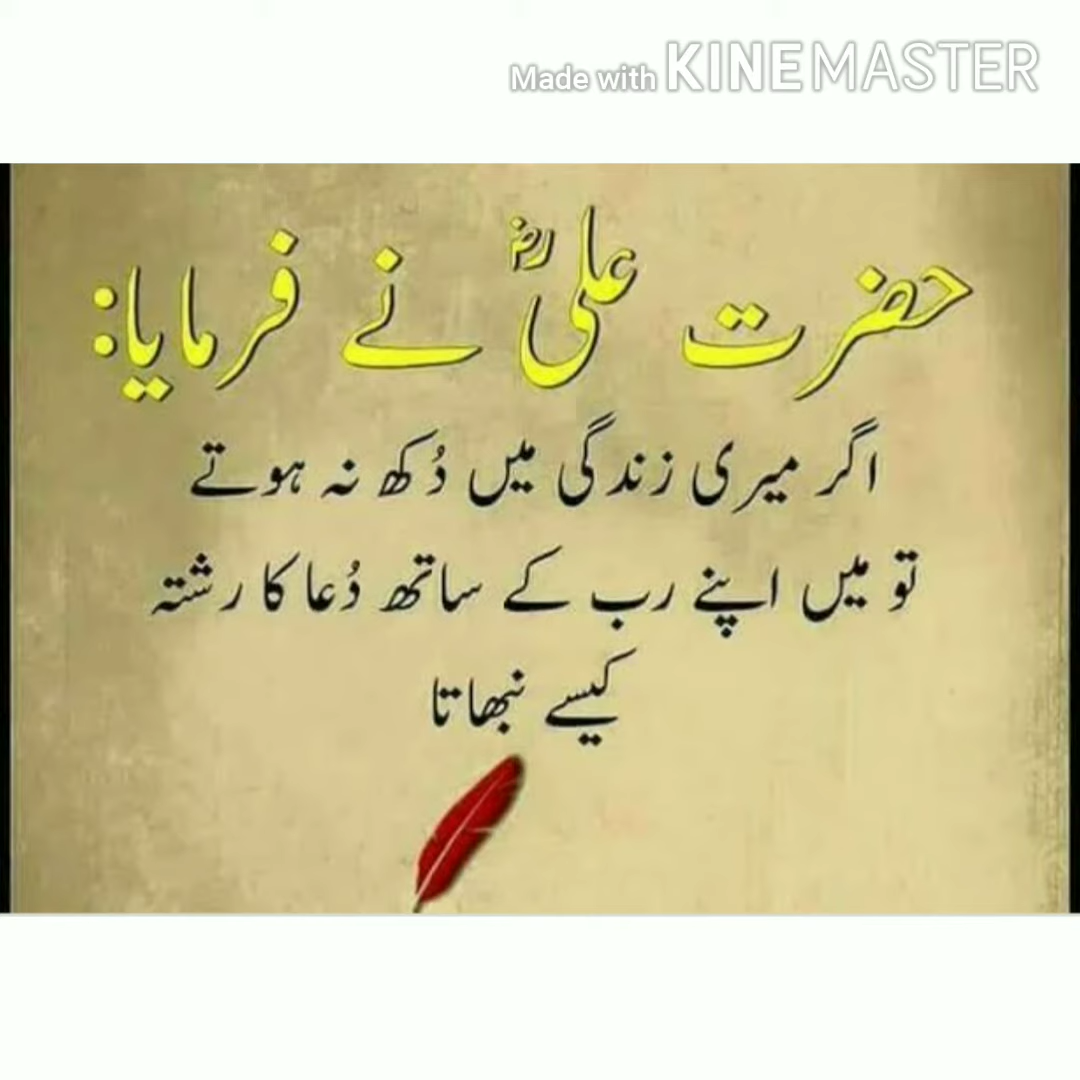 Made with KINEMASTER
حضرت علیؓ نے فرمایا:
اگر میری زندگی میں دُکھ نہ ہوتے
تو میں اپنے رب کے ساتھ دُعا کا رشتہ
کیسے نبھاتا